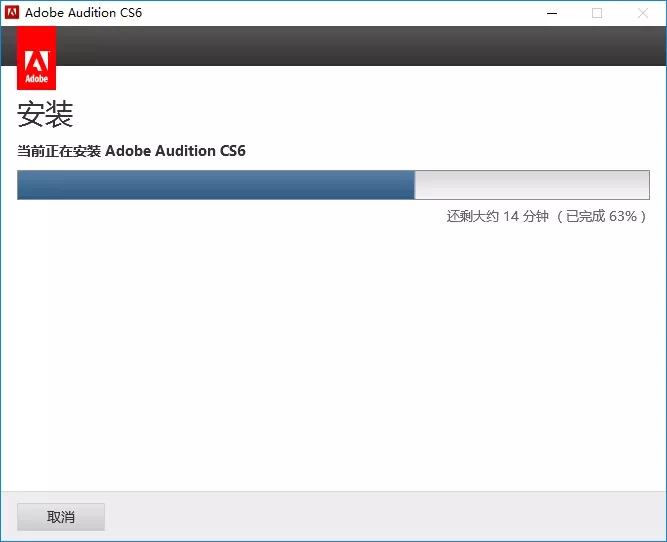 Adobe Audition CS6
Adobe
安装
当前正在安装 Adobe Audition CS6
还剩大约 14 分钟 （已完成 63%）
取消